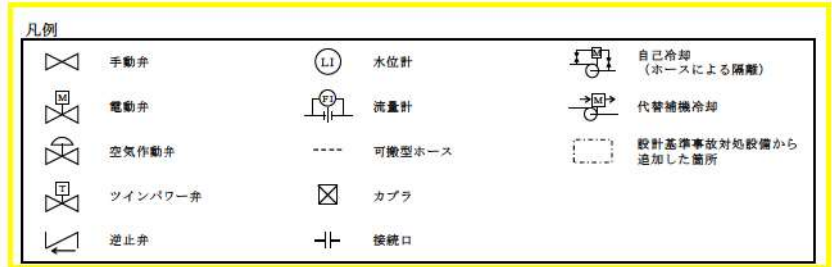 凡例
手動弁
LI
水位計
M
自己冷却
(ホースによる隔離)
M
電動弁
FI
流量計
M
代替補機冷却
空気作動弁
可搬型ホース
設計基準事故対処設備から
追加した箇所
T
ツインパワー弁
カプラ
逆止弁
接続口